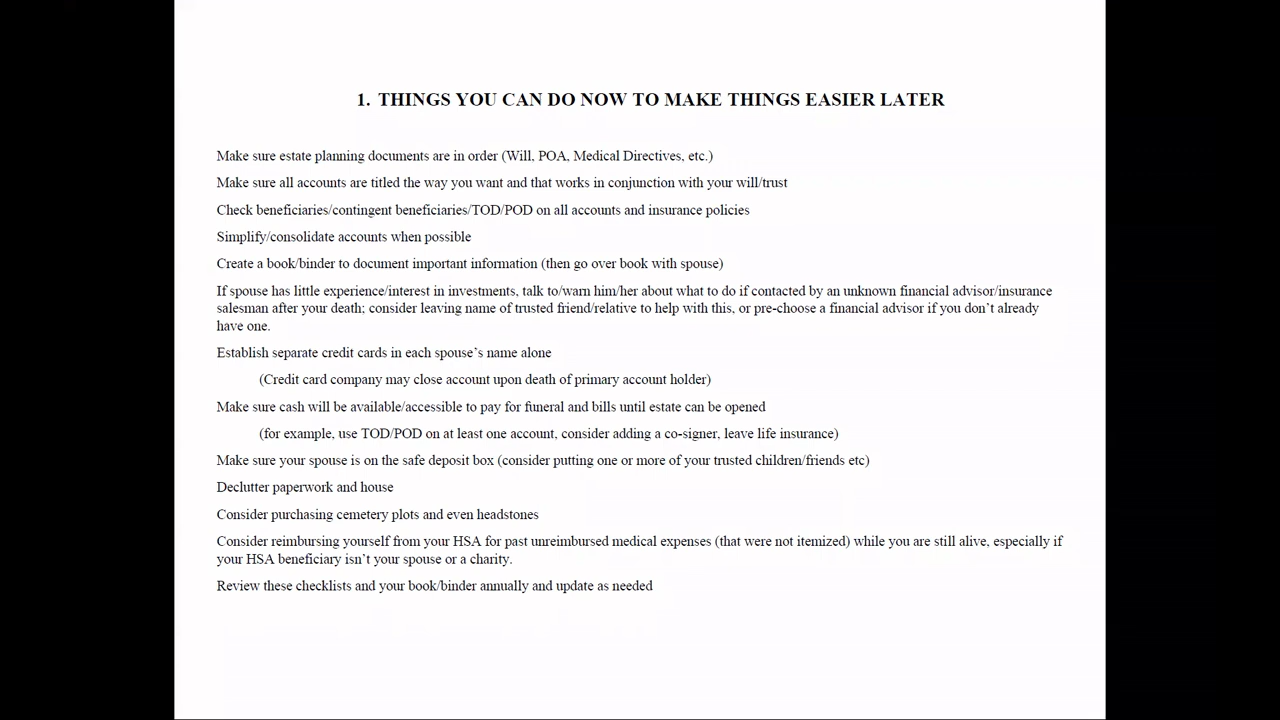 1. THINGS YOU CAN DO NOW TO MAKE THINGS EASIER LATER
Make sure estate planning documents are in order (Will, POA, Medical Directives, etc.)
Make sure all accounts are titled the way you want and that works in conjunction with your will/trust
Check beneficiaries/contingent beneficiaries/TOD/POD on all accounts and insurance policies
Simplify/consolidate accounts when possible
Create a book/binder to document important information (then go over book with spouse)
If spouse has little experience/interest in investments, talk to/warn him/her about what to do if contacted by an unknown financial advisor/insurance
salesman after your death; consider leaving name of trusted friend/relative to help with this, or pre-choose a financial advisor if you don’t already
have one.
Establish separate credit cards in each spouse’s name alone
(Credit card company may close account upon death of primary account holder)
Make sure cash will be available/accessible to pay for funeral and bills until estate can be opened
(for example, use TOD/POD on at least one account, consider adding a co-signer, leave life insurance)
Make sure your spouse is on the safe deposit box (consider putting one or more of your trusted children/friends etc)
Declutter paperwork and house
Consider purchasing cemetery plots and even headstones
Consider reimbursing yourself from your HSA for past unreimbursed medical expenses (that were not itemized) while you are still alive, especially if
your HSA beneficiary isn’t your spouse or a charity.
Review these checklists and your book/binder annually and update as needed